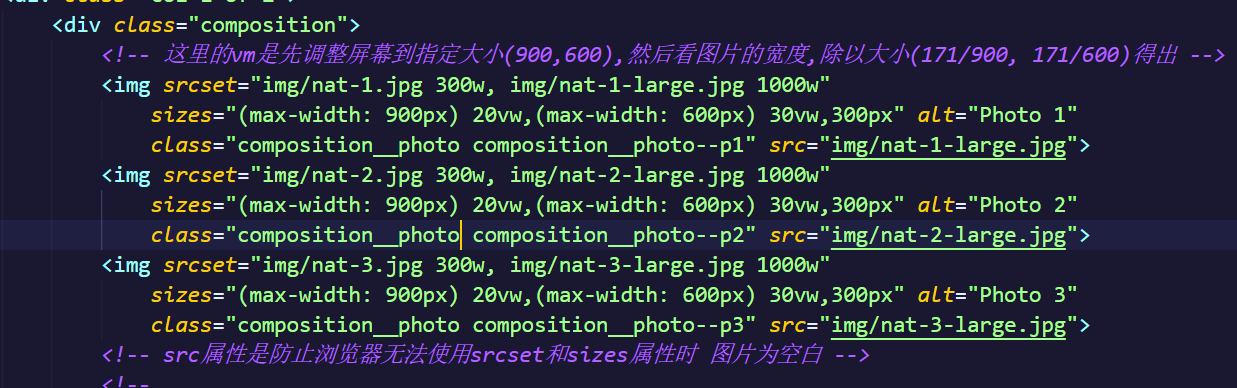 <div class="composition">
<!-- 这里的vm是先调整屏幕到指定大小(900,600),然后看图片的宽度,除以大小(171/900, 171/600)得出 -->
<img srcset="img/nat-1.jpg 300w, img/nat-1-large.jpg 1000w"
sizes="(max-width: 900px) 20vw,(max-width: 600px) 30vw,300px" alt="Photo 1"
class="composition__photo composition__photo--p1" src="img/nat-1-large.jpg">
<img srcset="img/nat-2.jpg 300w, img/nat-2-large.jpg 1000w"
sizes="(max-width: 900px) 20vw,(max-width: 600px) 30vw,300px" alt="Photo 2"
class="composition__photo composition__photo--p2" src="img/nat-2-large.jpg">
<img srcset="img/nat-3.jpg 300w, img/nat-3-large.jpg 1000w"
sizes="(max-width: 900px) 20vw,(max-width: 600px) 30vw,300px" alt="Photo 3"
class="composition__photo composition__photo--p3" src="img/nat-3-large.jpg">
<!-- src属性是防止浏览器无法使用srcset和sizes属性时 图片为空白 -->
<!--